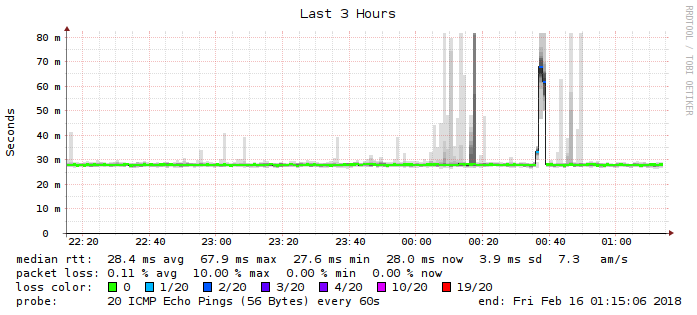 Last 3 Hours
RRDTOOL / TOBI OETIKER
Seconds
80 m
70 m
60 m
50 m
40 m
30 m
20 m
10 m
0
22:20 22:40 23:00 23:20 23:40 00:00 00:20 00:40 01:00
median rtt: 28.4 ms avg 67.9 ms max 27.6 ms min 28.0 ms now 3.9 ms sd 7.3 am/s
packet loss: 0.11 % avg 10.00 % max 0.00 % min 0.00 % now
loss color: 0 1/20 2/20 3/20 4/20 10/20 19/20
probe: 20 ICMP Echo Pings (56 Bytes) every 60s end: Fri Feb 16 01:15:06 2018